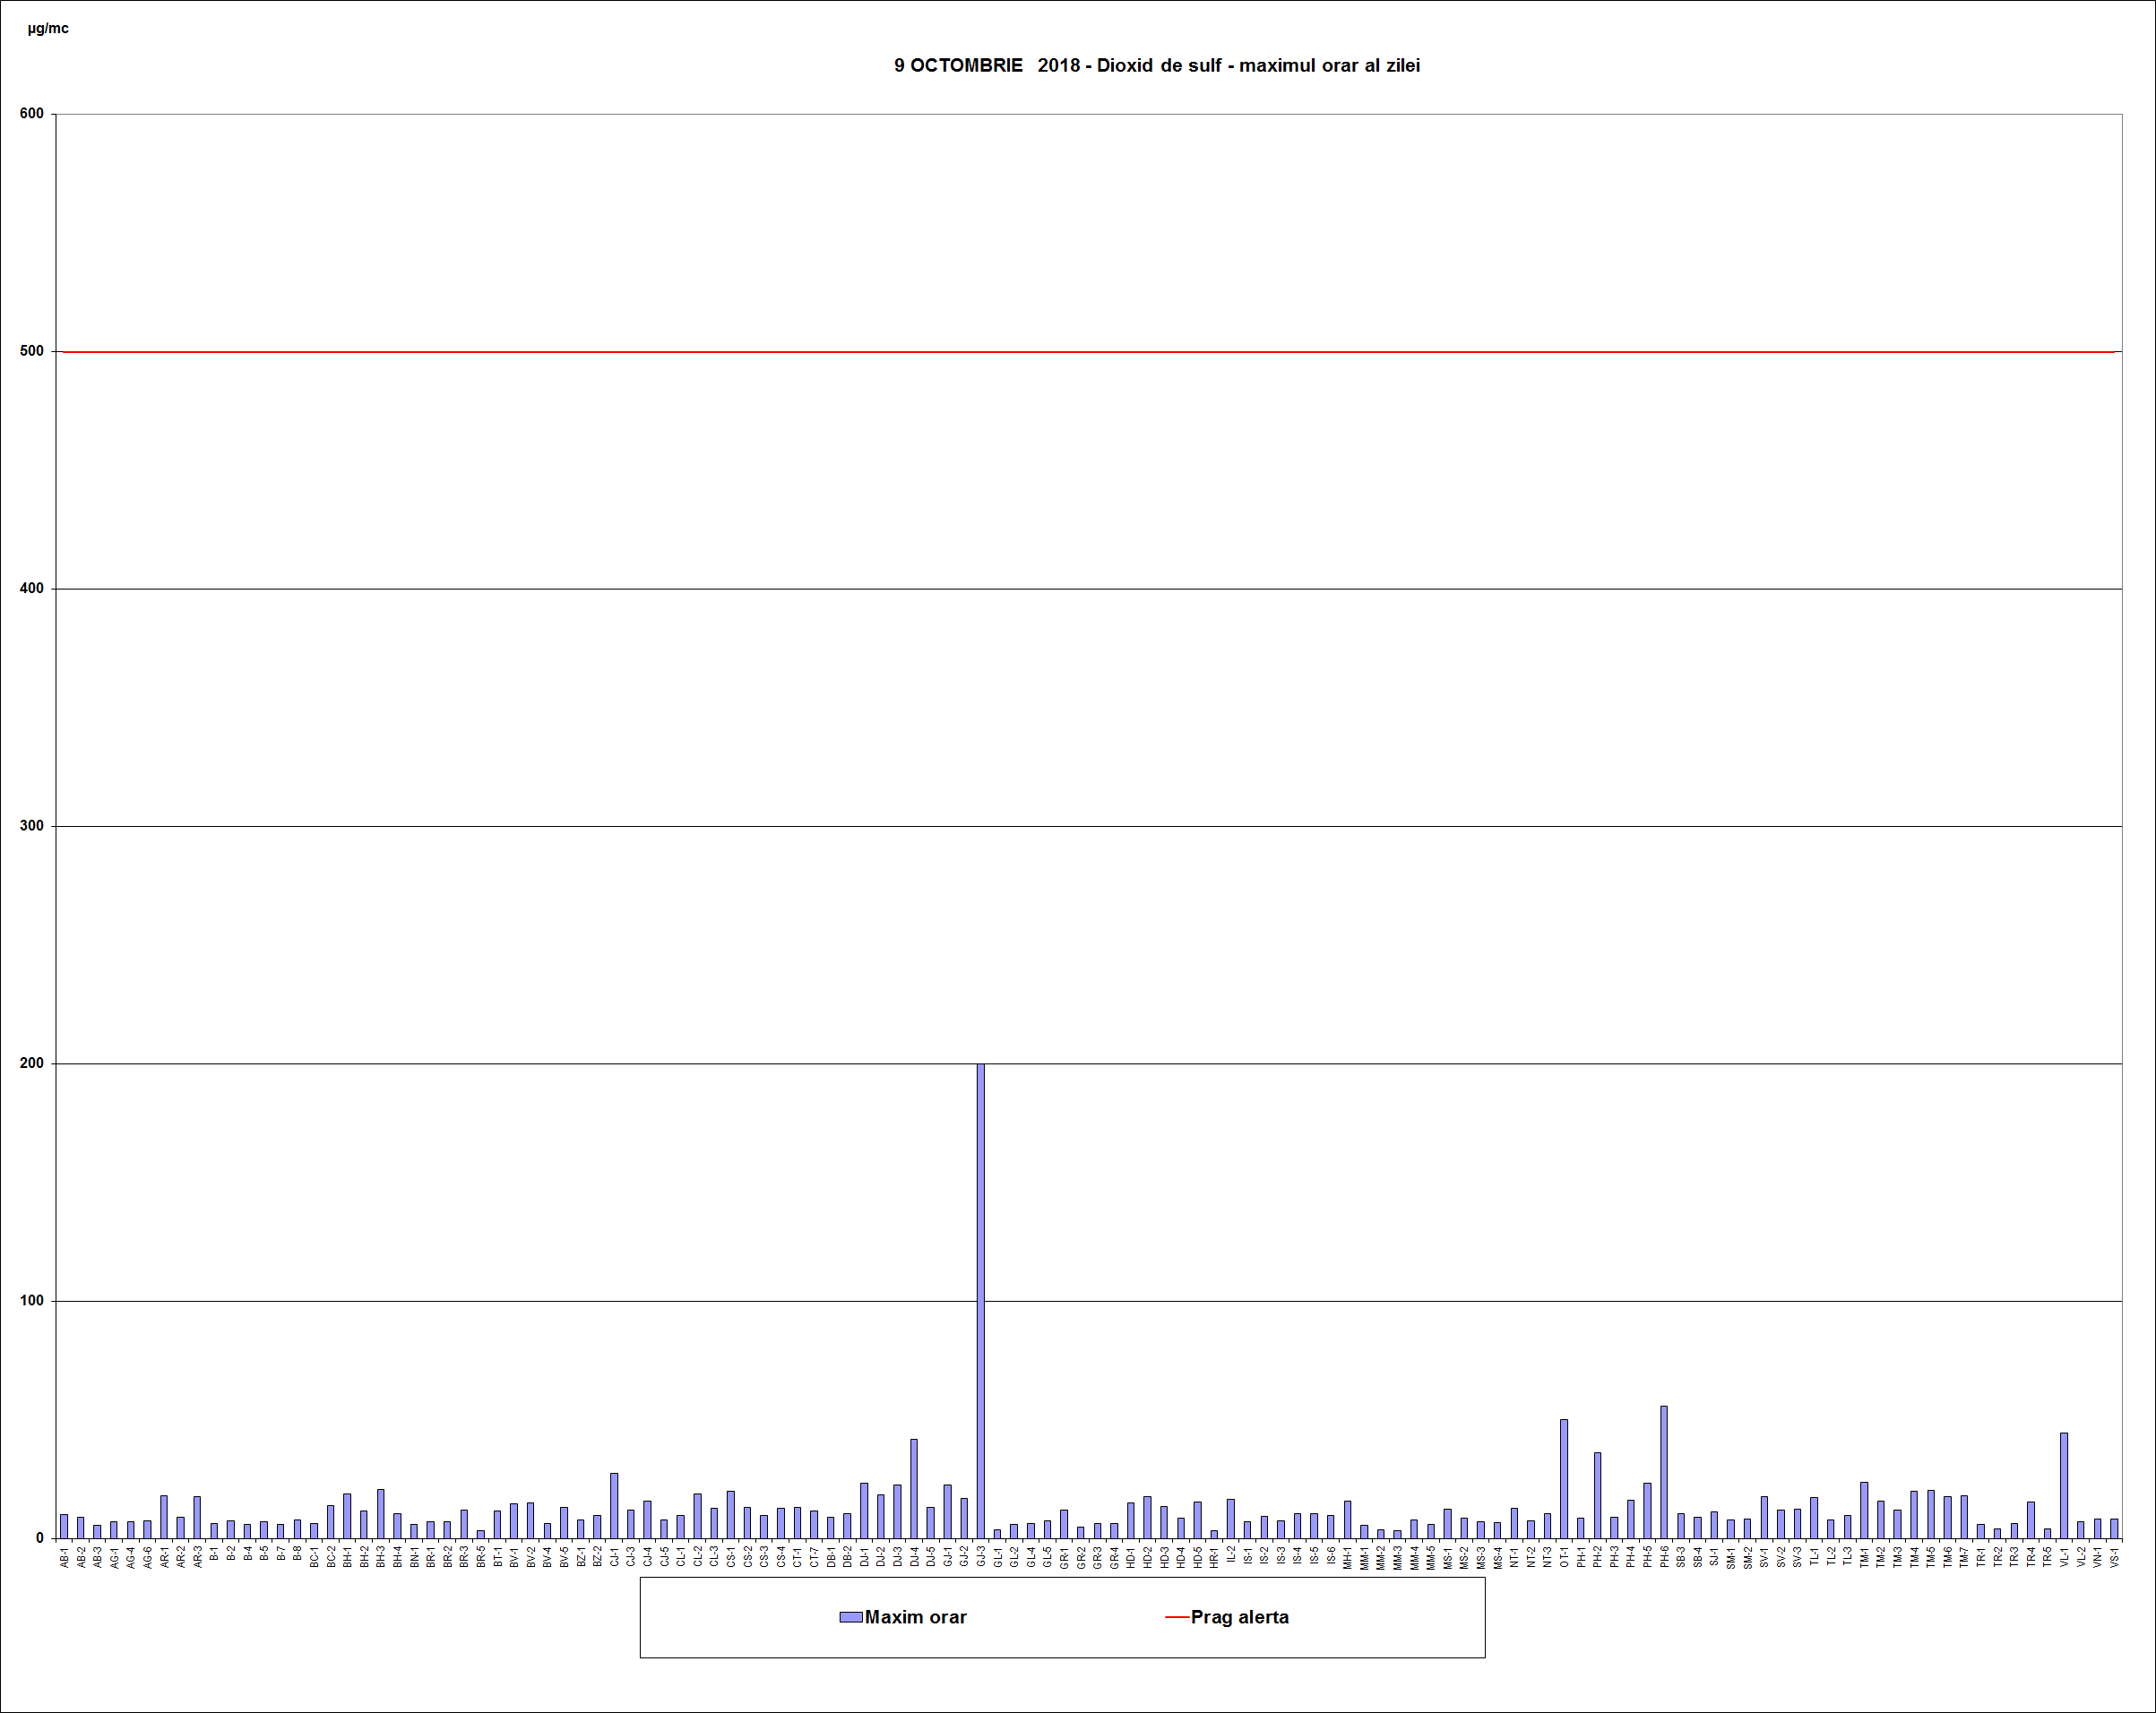 µg/mc
9 OCTOMBRIE 2018 - Dioxid de sulf - maximul orar al zilei
600
500
400
300
200
100
0
AB-1 AB-2 AB-3 AG-1 AG-4 AG-6 AR-1 AR-2 AR-3 B-1 B-2 B-4 B-5 B-7 B-8 BC-1 BC-2 BH-1 BH-2 BH-3 BH-4 BN-1 BR-1 BR-2 BR-3 BR-5 BT-1 BV-1 BV-2 BV-4 BV-5 BZ-1 BZ-2 CJ-1 CJ-3 CJ-4 CJ-5 CL-1 CL-2 CL-3 CS-1 CS-2 CS-3 CS-4 CT-1 CT-7 DB-1 DB-2 DJ-1 DJ-2 DJ-3 DJ-4 DJ-5 GJ-1 GJ-2 GJ-3 GL-1 GL-2 GL-4 GL-5 GR-1 GR-2 GR-3 GR-4 HD-1 HD-2 HD-3 HD-4 HD-5 HR-1 IL-2 IS-1 IS-2 IS-3 IS-4 IS-5 IS-6 MH-1 MM-1 MM-2 MM-3 MM-4 MM-5 MS-1 MS-2 MS-3 MS-4 NT-1 NT-2 NT-3 OT-1 PH-1 PH-2 PH-3 PH-4 PH-5 PH-6 SB-3 SB-4 SJ-1 SM-1 SM-2 SV-1 SV-2 SV-3 TL-1 TL-2 TL-3 TM-1 TM-2 TM-3 TM-4 TM-5 TM-6 TM-7 TR-1 TR-2 TR-3 TR-4 TR-5 VL-1 VL-2 VN-1 VS-1
Maxim orar Prag alerta